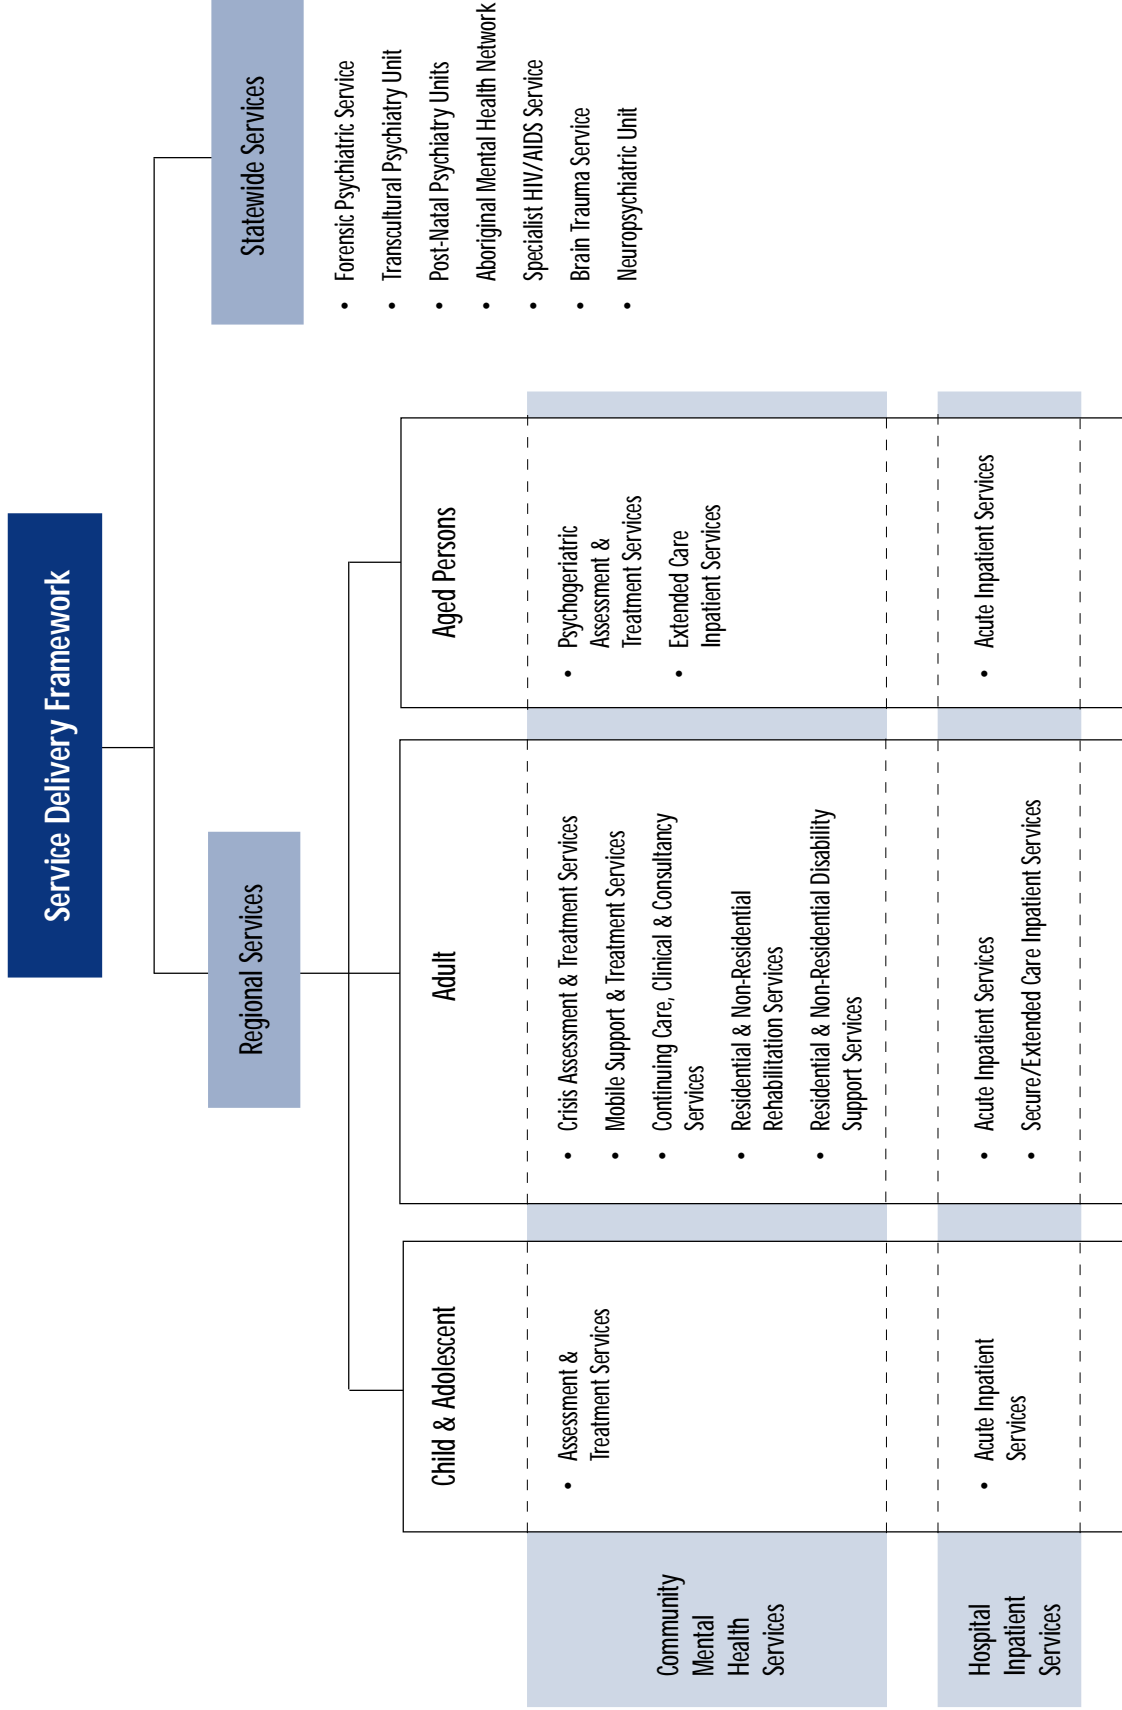 Service Delivery Framework
Regional Services
Statewide Services
• Forensic Psychiatric Service
• Transcultural Psychiatry Unit
• Post-Natal Psychiatry Units
• Aboriginal Mental Health Network
• Specialist HIV/AIDS Service
• Brain Trauma Service
• Neuropsychiatric Unit
Child & Adolescent
Adult
Aged Persons
Community
Mental
Health
Services
• Assessment &
Treatment Services
• Crisis Assessment & Treatment Services
• Mobile Support & Treatment Services
• Continuing Care, Clinical & Consultancy
Services
• Residential & Non-Residential
Rehabilitation Services
• Residential & Non-Residential Disability
Support Services
• Psychogeriatric
Assessment &
Treatment Services
• Extended Care
Inpatient Services
Hospital
Inpatient
Services
• Acute Inpatient
Services
• Acute Inpatient Services
• Secure/Extended Care Inpatient Services
• Acute Inpatient Services